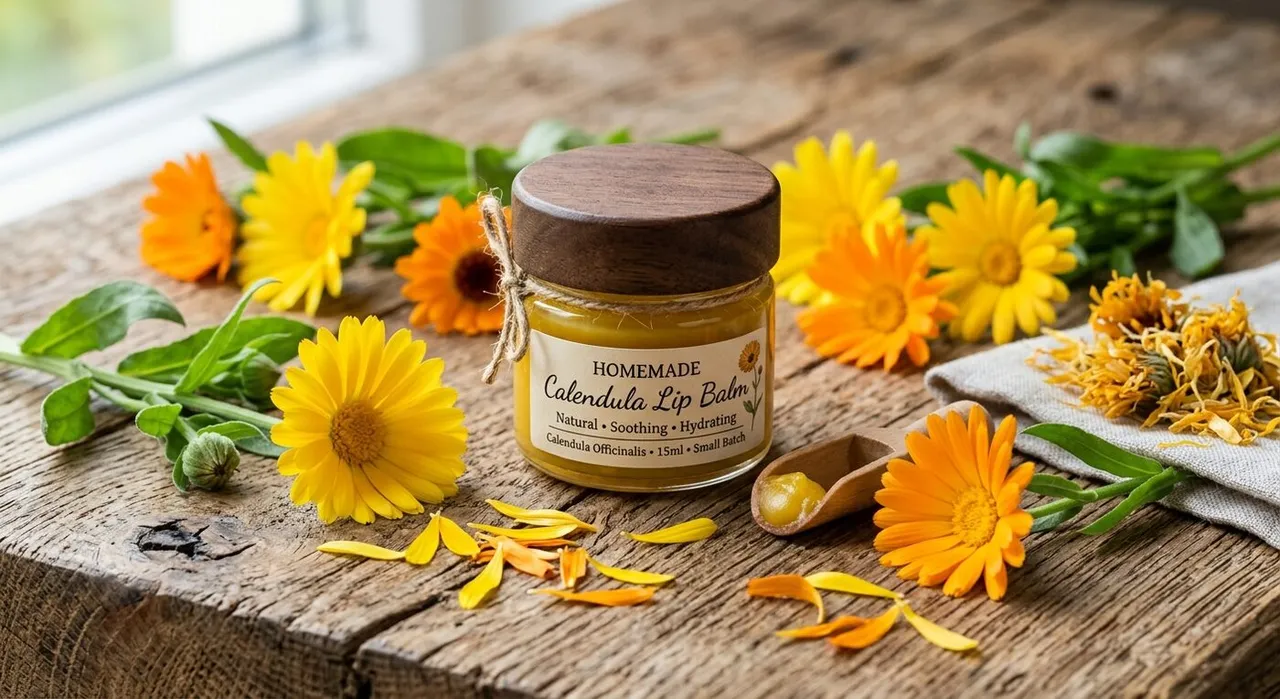 HOMEMADE
Calendula Lip Balm
Natural • Soothing • Hydrating
Calendula Officinalis • 15ml • Small Batch